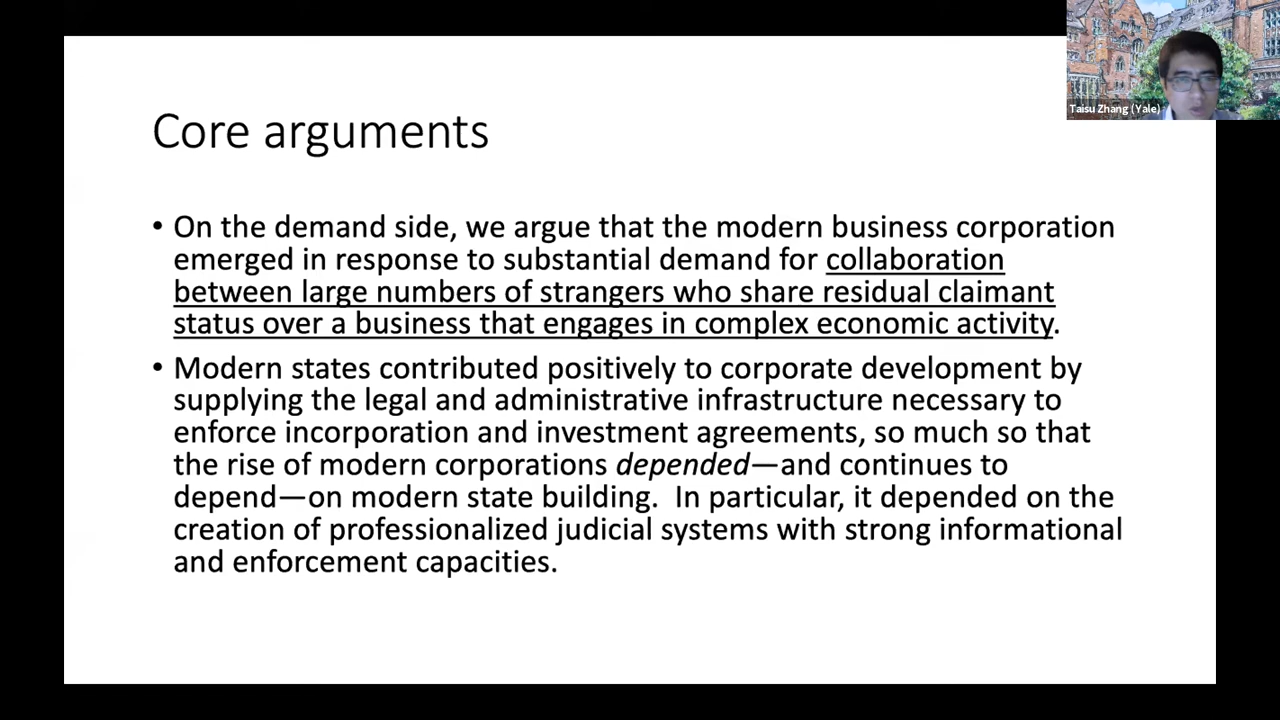 Taisu Zhang (Yale)
Core arguments
• On the demand side, we argue that the modern business corporation
emerged in response to substantial demand for collaboration
between large numbers of strangers who share residual claimant
status over a business that engages in complex economic activity.
• Modern states contributed positively to corporate development by
supplying the legal and administrative infrastructure necessary to
enforce incorporation and investment agreements, so much so that
the rise of modern corporations depended—and continues to
depend—on modern state building.  In particular, it depended on the
creation of professionalized judicial systems with strong informational
and enforcement capacities.